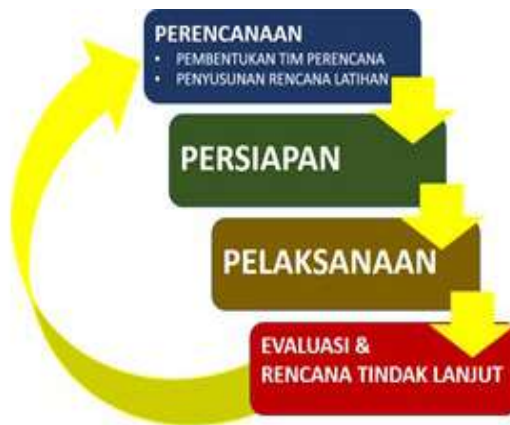 PERENCANAAN
• PEMBENTUKAN TIM PERENCANA
• PENYUSUNAN RENCANA LATIHAN
PERSIAPAN
PELAKSANAAN
EVALUASI &
RENCANA TINDAK LANJUT